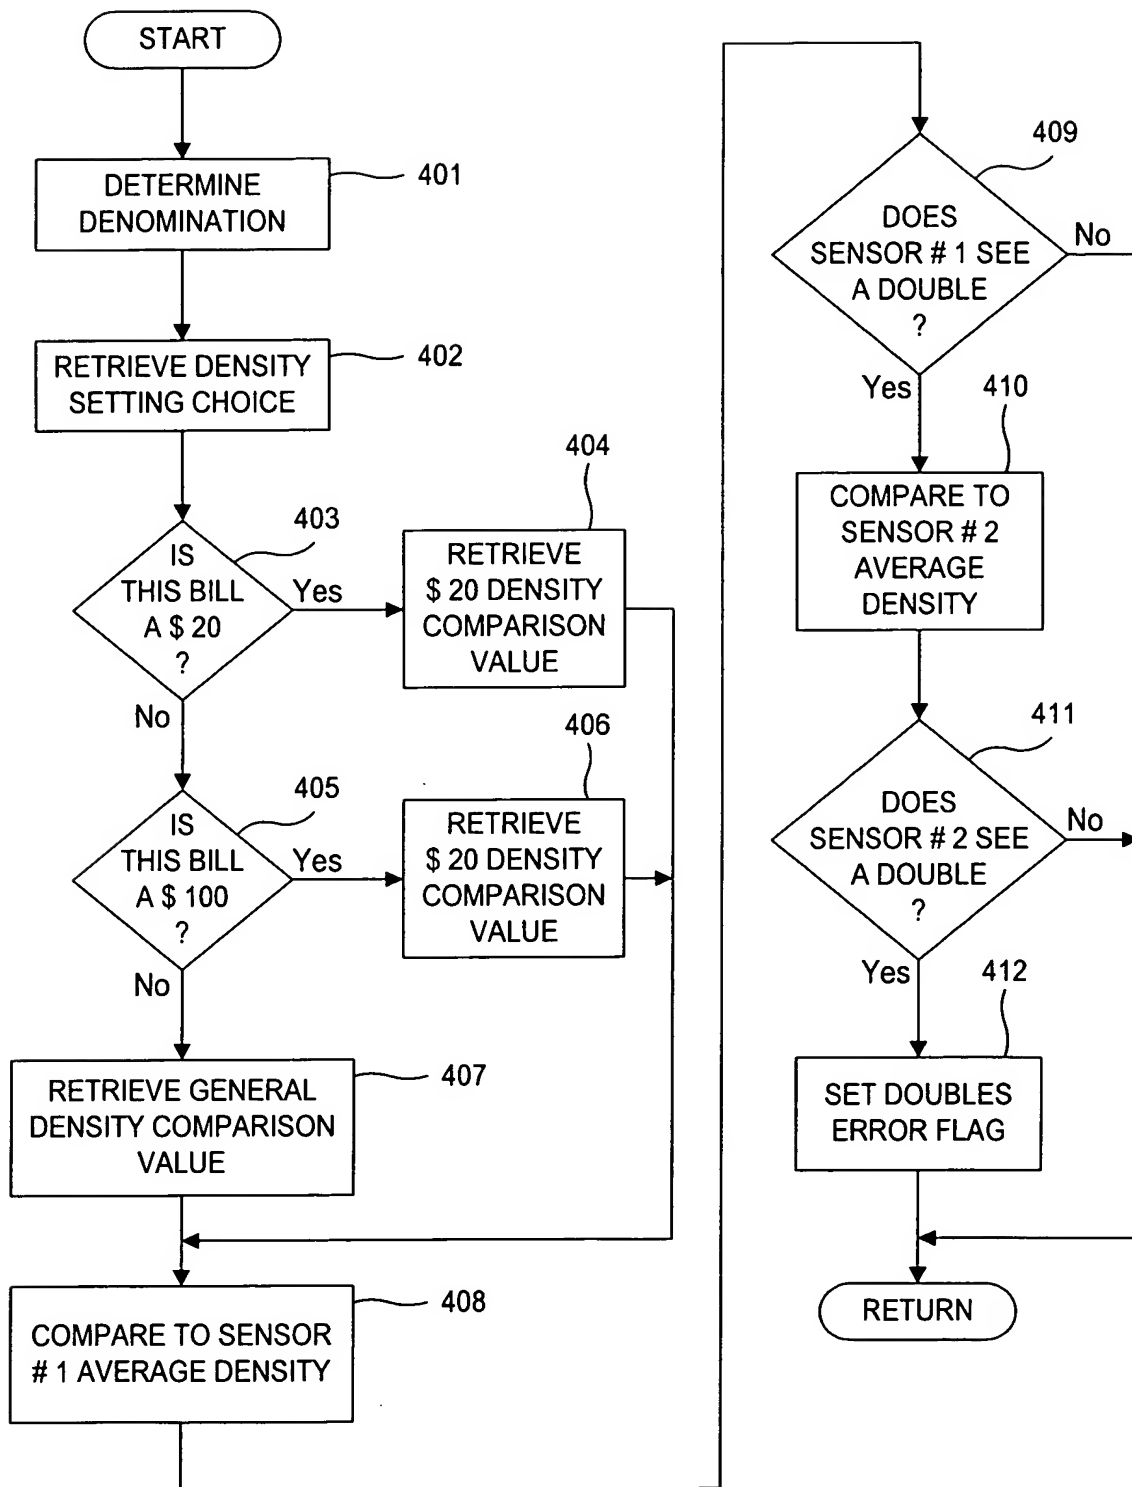 START
DETERMINE
DENOMINATION
401
RETRIEVE DENSITY
SETTING CHOICE
402
IS
THIS BILL
A $ 20
?
403
Yes
No
RETRIEVE
$ 20 DENSITY
COMPARISON
VALUE
404
IS
THIS BILL
A $ 100
?
405
Yes
No
RETRIEVE
$ 20 DENSITY
COMPARISON
VALUE
406
RETRIEVE GENERAL
DENSITY COMPARISON
VALUE
407
COMPARE TO SENSOR
# 1 AVERAGE DENSITY
408
DOES
SENSOR # 1 SEE
A DOUBLE
?
409
No
Yes
COMPARE TO
SENSOR # 2
AVERAGE
DENSITY
410
DOES
SENSOR # 2 SEE
A DOUBLE
?
411
No
Yes
SET DOUBLES
ERROR FLAG
412
RETURN